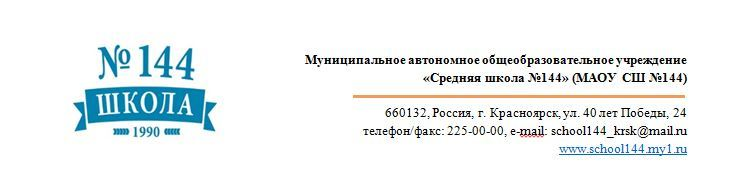 № 144
ШКОЛА
1990
Муниципальное автономное общеобразовательное учреждение
«Средняя школа №144» (МАОУ СШ №144)
660132, Россия, г. Красноярск, ул. 40 лет Победы, 24
телефон/факс: 225-00-00, e-mail: school144_krsk@mail.ru
www.school144.my1.ru